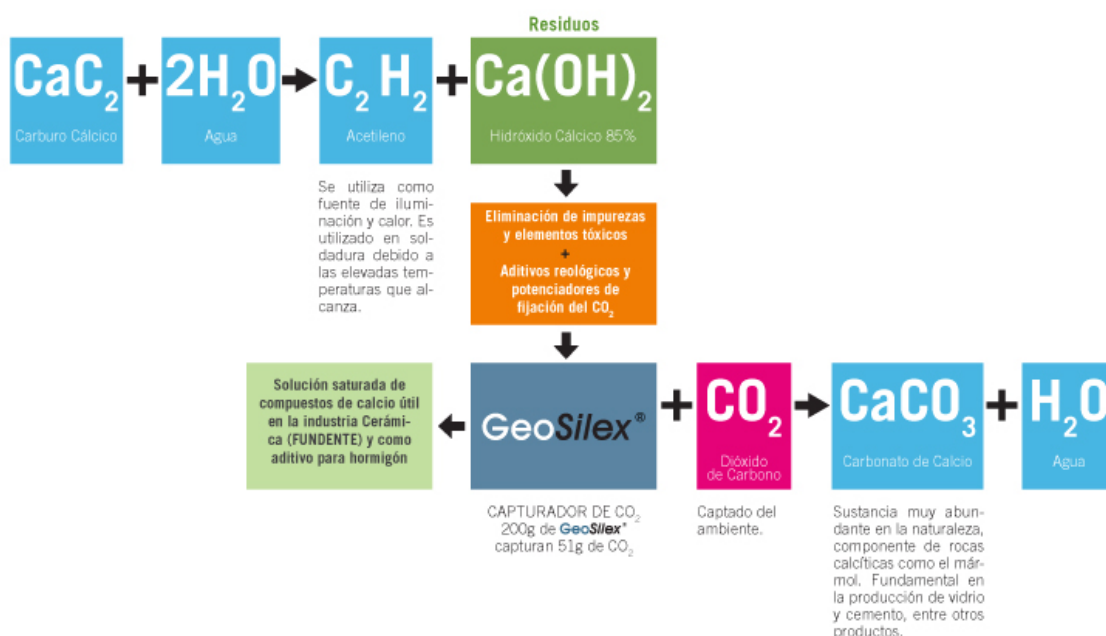 Residuos
CaC₂ + 2H₂O → C₂ H₂ + Ca(OH)₂
Carburo Cálcico
Agua
Acetileno
Hidróxido Cálcico 85%
Se utiliza como
fuente de ilumi-
nación y calor. Es
utilizado en sol-
dadura debido a
las elevadas tem-
peraturas que al-
canza.
Eliminación de impurezas
y elementos tóxicos
+
Aditivos reológicos y
potenciadores de
fijación del CO₂
Solución saturada de
compuestos de calcio útil
en la industria Cerámi-
ca (FUNDENTE) y como
aditivo para hormigón
GeoSilex® + CO₂ → CaCO₃ + H₂O
Dióxido
de Carbono
Carbonato de Calcio
Agua
CAPTURADOR DE CO₂
200g de GeoSilex®
capturan 51g de CO₂
Captado del
ambiente.
Sustancia muy abun-
dante en la naturaleza,
componente de rocas
calcíticas como el már-
mol. Fundamental en
la producción de vidrio
y cemento, entre otros
productos.